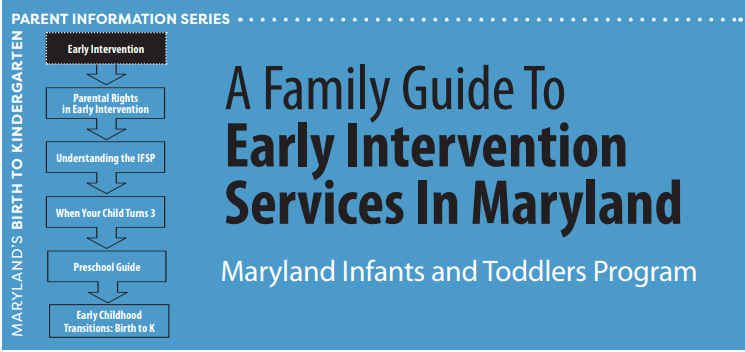 PARENT INFORMATION SERIES
MARYLAND'S BIRTH TO KINDERGARTEN
Early Intervention
Parental Rights
in Early Intervention
Understanding the IFSP
When Your Child Turns 3
Preschool Guide
Early Childhood
Transitions: Birth to K
A Family Guide To
Early Intervention
Services In Maryland
Maryland Infants and Toddlers Program